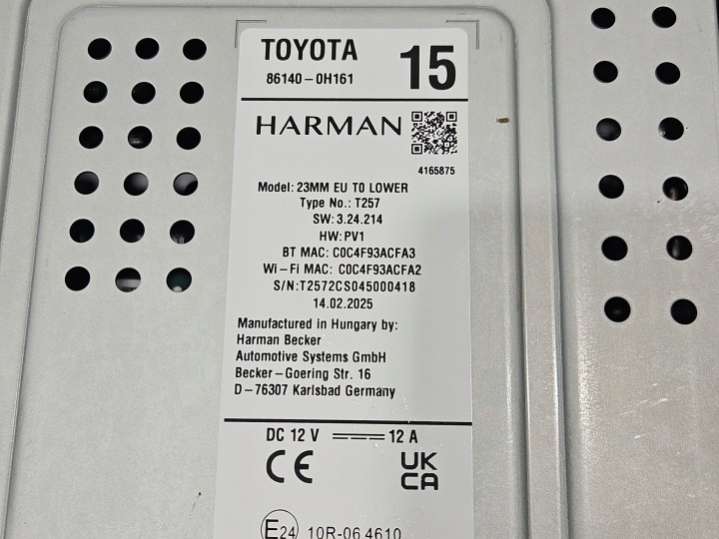 TOYOTA 15
86140-0H161
HARMAN
4165875
Model: 23MM EU T0 LOWER
Type No.: T257
SW: 3.24.214
HW: PV1
BT MAC: C0C4F93ACFA3
Wi-Fi MAC: C0C4F93ACFA2
S/N:T2572CS045000418
14.02.2025
Manufactured in Hungary by:
Harman Becker
Automotive Systems GmbH
Becker-Goering Str. 16
D-76307 Karlsbad Germany
DC 12 V 12 A
CE UK
CA
E24 10R-06 4610